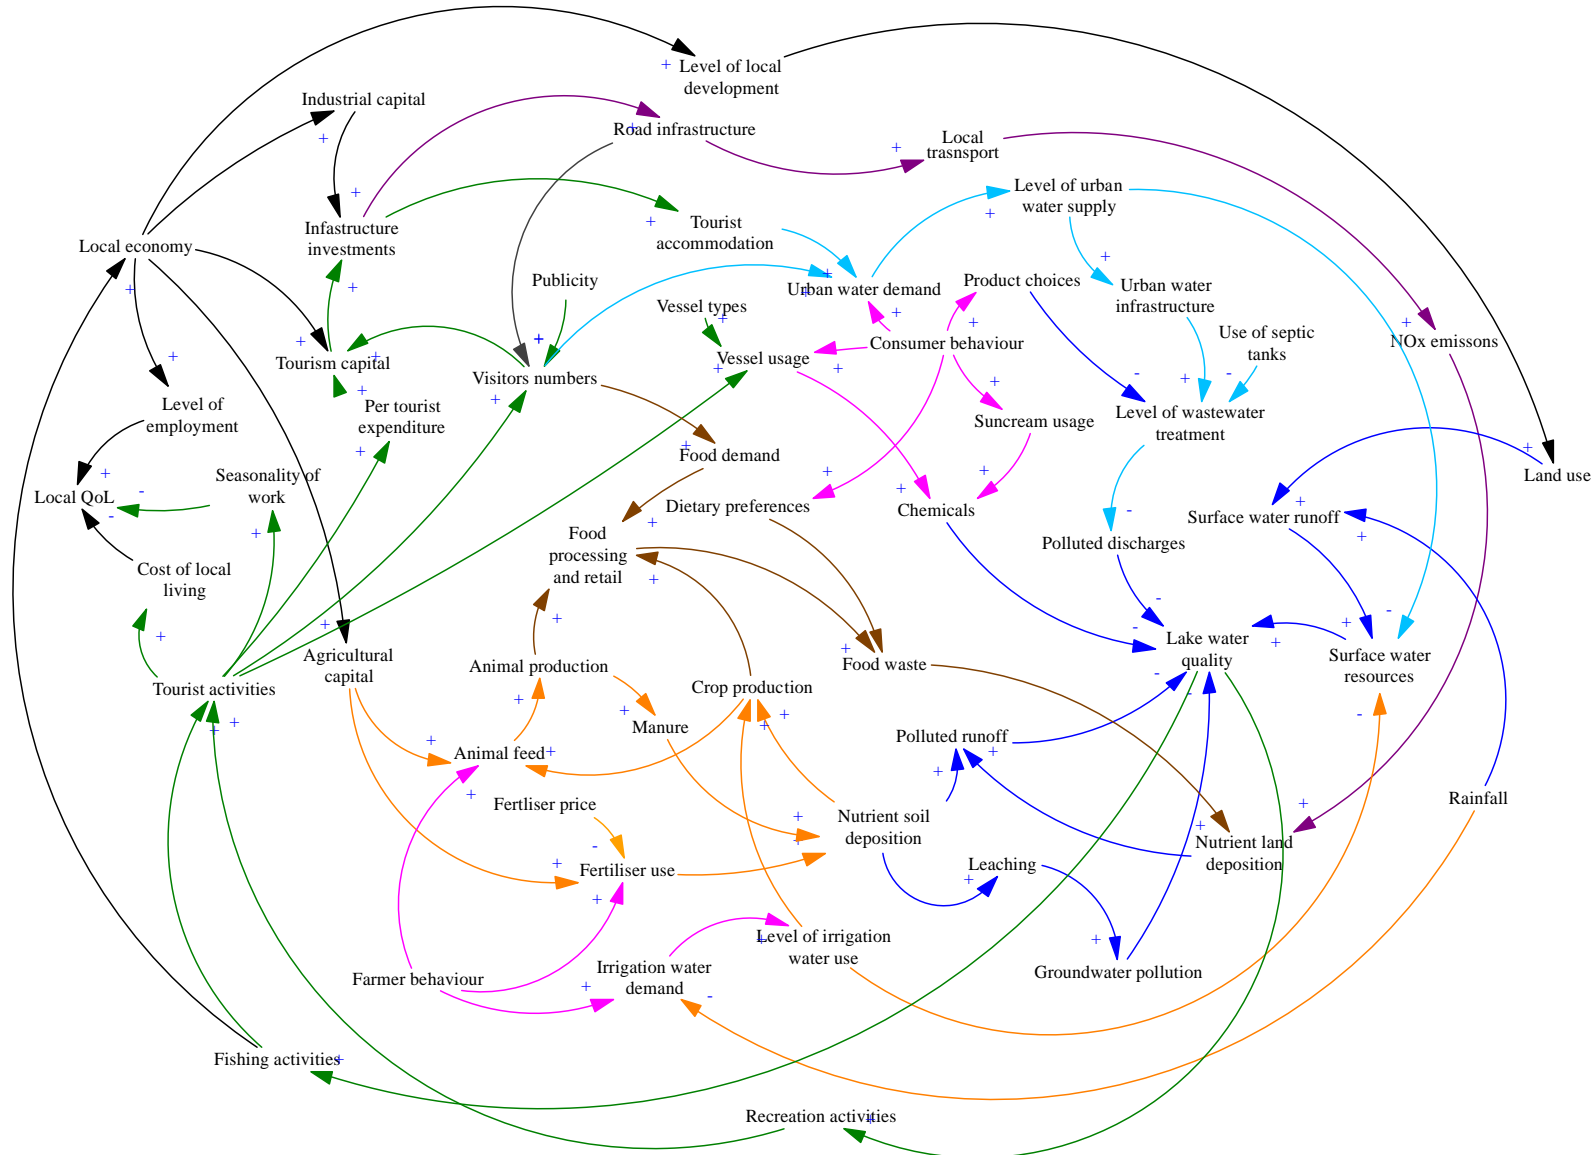 Level of local
development
Industrial capital
Road infrastructure
Local
trasnsport
Level of urban
water supply
Infastructure
investments
Local economy
Tourist
accommodation
Publicity
Urban water demand
Product choices
Urban water
infrastructure
Vessel types
Use of septic
tanks
NOx emissons
Consumer behaviour
Tourism capital
Vessel usage
Visitors numbers
Level of
employment
Per tourist
expenditure
Level of wastewater
treatment
Suncream usage
Food demand
Land use
Seasonality of
work
Local QoL
Dietary preferences
Chemicals
Surface water runoff
Food
processing
and retail
Polluted discharges
Cost of local
living
Lake water
quality
Surface water
resources
Agricultural
capital
Animal production
Food waste
Tourist activities
Crop production
Manure
Polluted runoff
Animal feed
Rainfall
Fertliser price
Nutrient soil
deposition
Nutrient land
deposition
Fertiliser use
Leaching
Level of irrigation
water use
Farmer behaviour
Irrigation water
demand
Groundwater pollution
Fishing activities
Recreation activities